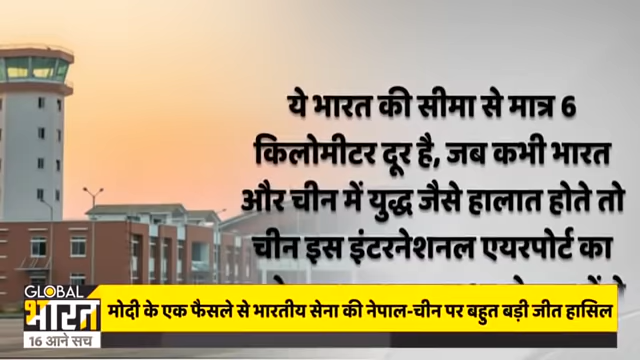 ये भारत की सीमा से मात्र 6
किलोमीटर दूर है, जब कभी भारत
और चीन में युद्ध जैसे हालात होते तो
चीन इस इंटरनेशनल एयरपोर्ट का
GLOBAL
भारत
16 आने सच
मोदी के एक फैसले से भारतीय सेना की नेपाल-चीन पर बहुत बड़ी जीत हासिल